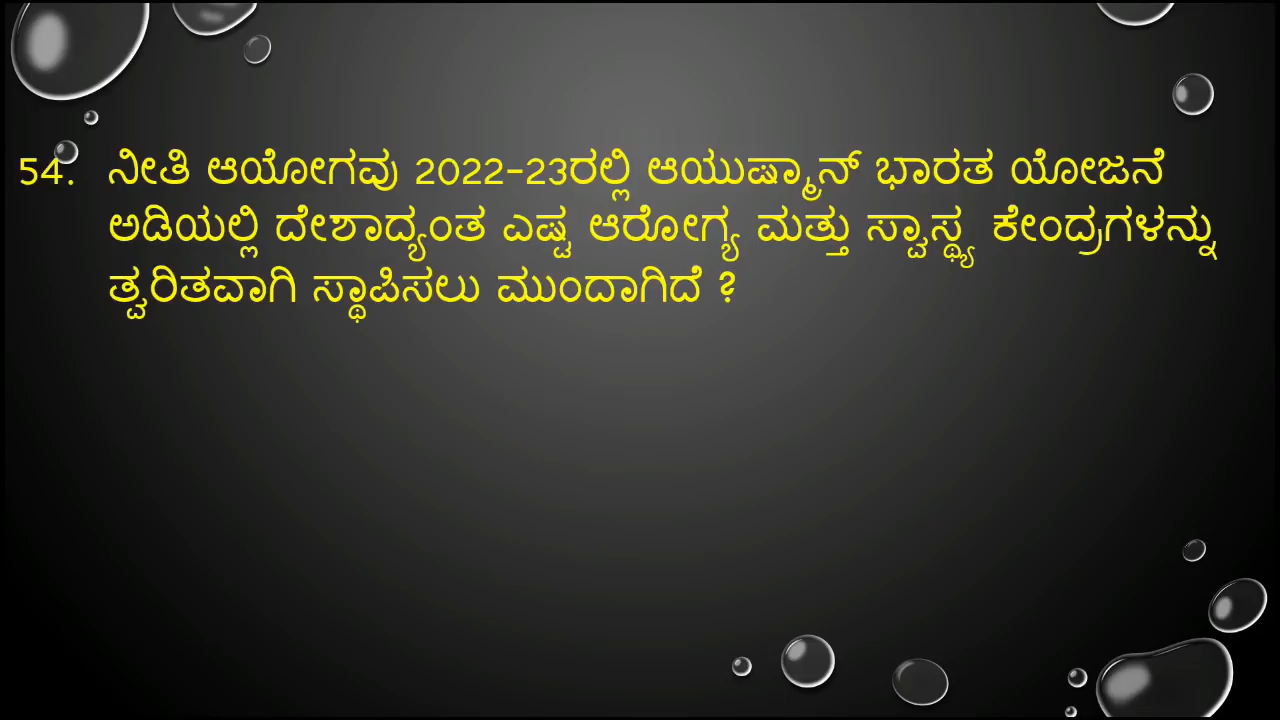 54. ನೀತಿ ಆಯೋಗವು 2022-23ರಲ್ಲಿ ಆಯುಷ್ಮಾನ್ ಭಾರತ ಯೋಜನೆ
ಅಡಿಯಲ್ಲಿ ದೇಶಾದ್ಯಂತ ಎಷ್ಟ ಆರೋಗ್ಯ ಮತ್ತು ಸ್ವಾಸ್ಥ್ಯ ಕೇಂದ್ರಗಳನ್ನು
ತ್ವರಿತವಾಗಿ ಸ್ಥಾಪಿಸಲು ಮುಂದಾಗಿದೆ ?